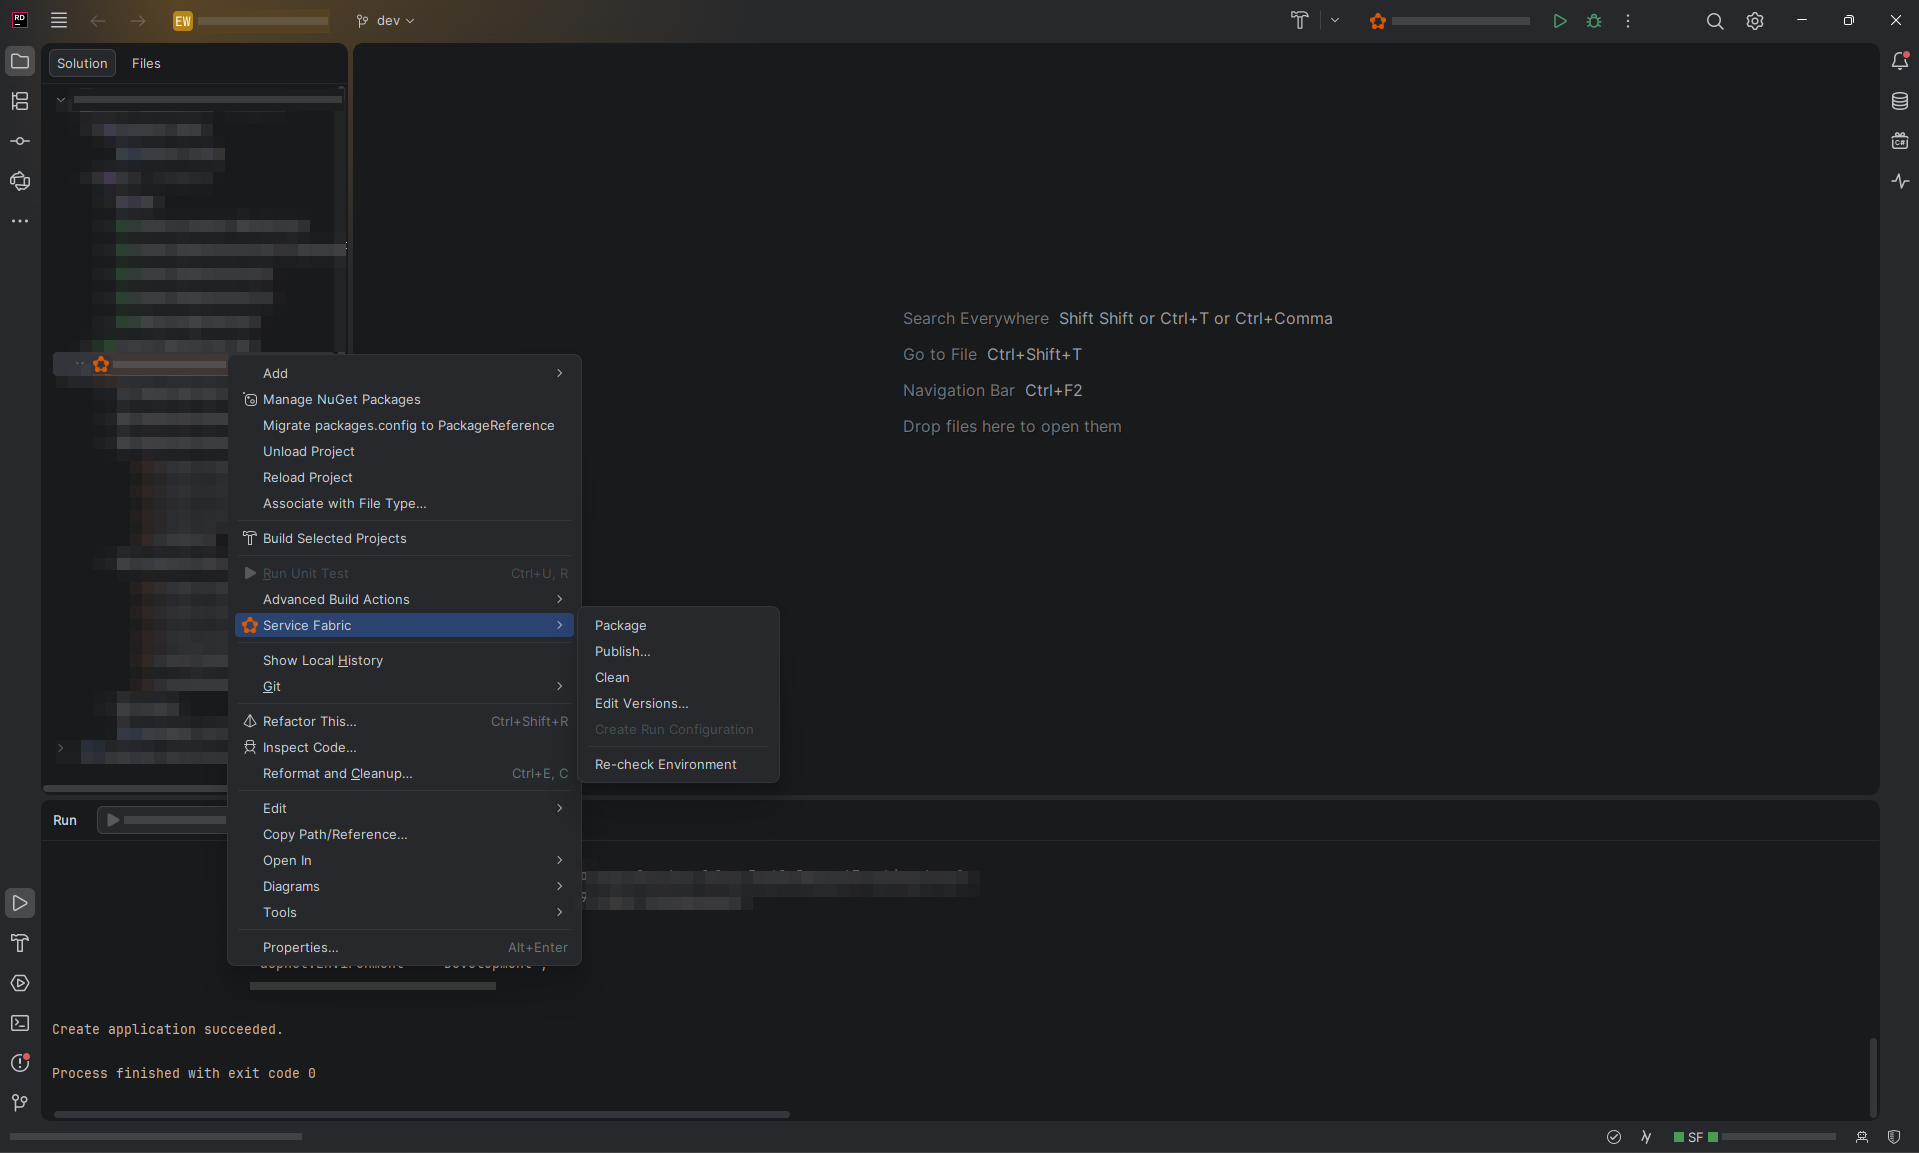 RD
EW
dev
Solution
Files
Search Everywhere Shift Shift or Ctrl+T or Ctrl+Comma
Go to File Ctrl+Shift+T
Navigation Bar Ctrl+F2
Drop files here to open them
Add
Manage NuGet Packages
Migrate packages.config to PackageReference
Unload Project
Reload Project
Associate with File Type...
Build Selected Projects
Run Unit Test Ctrl+U, R
Advanced Build Actions
Service Fabric
Show Local History
Git
Refactor This... Ctrl+Shift+R
Inspect Code...
Reformat and Cleanup... Ctrl+E, C
Edit
Copy Path/Reference...
Open In
Diagrams
Tools
Properties... Alt+Enter
Package
Publish...
Clean
Edit Versions...
Create Run Configuration
Re-check Environment
Run
Create application succeeded.
Process finished with exit code 0
SF
C#